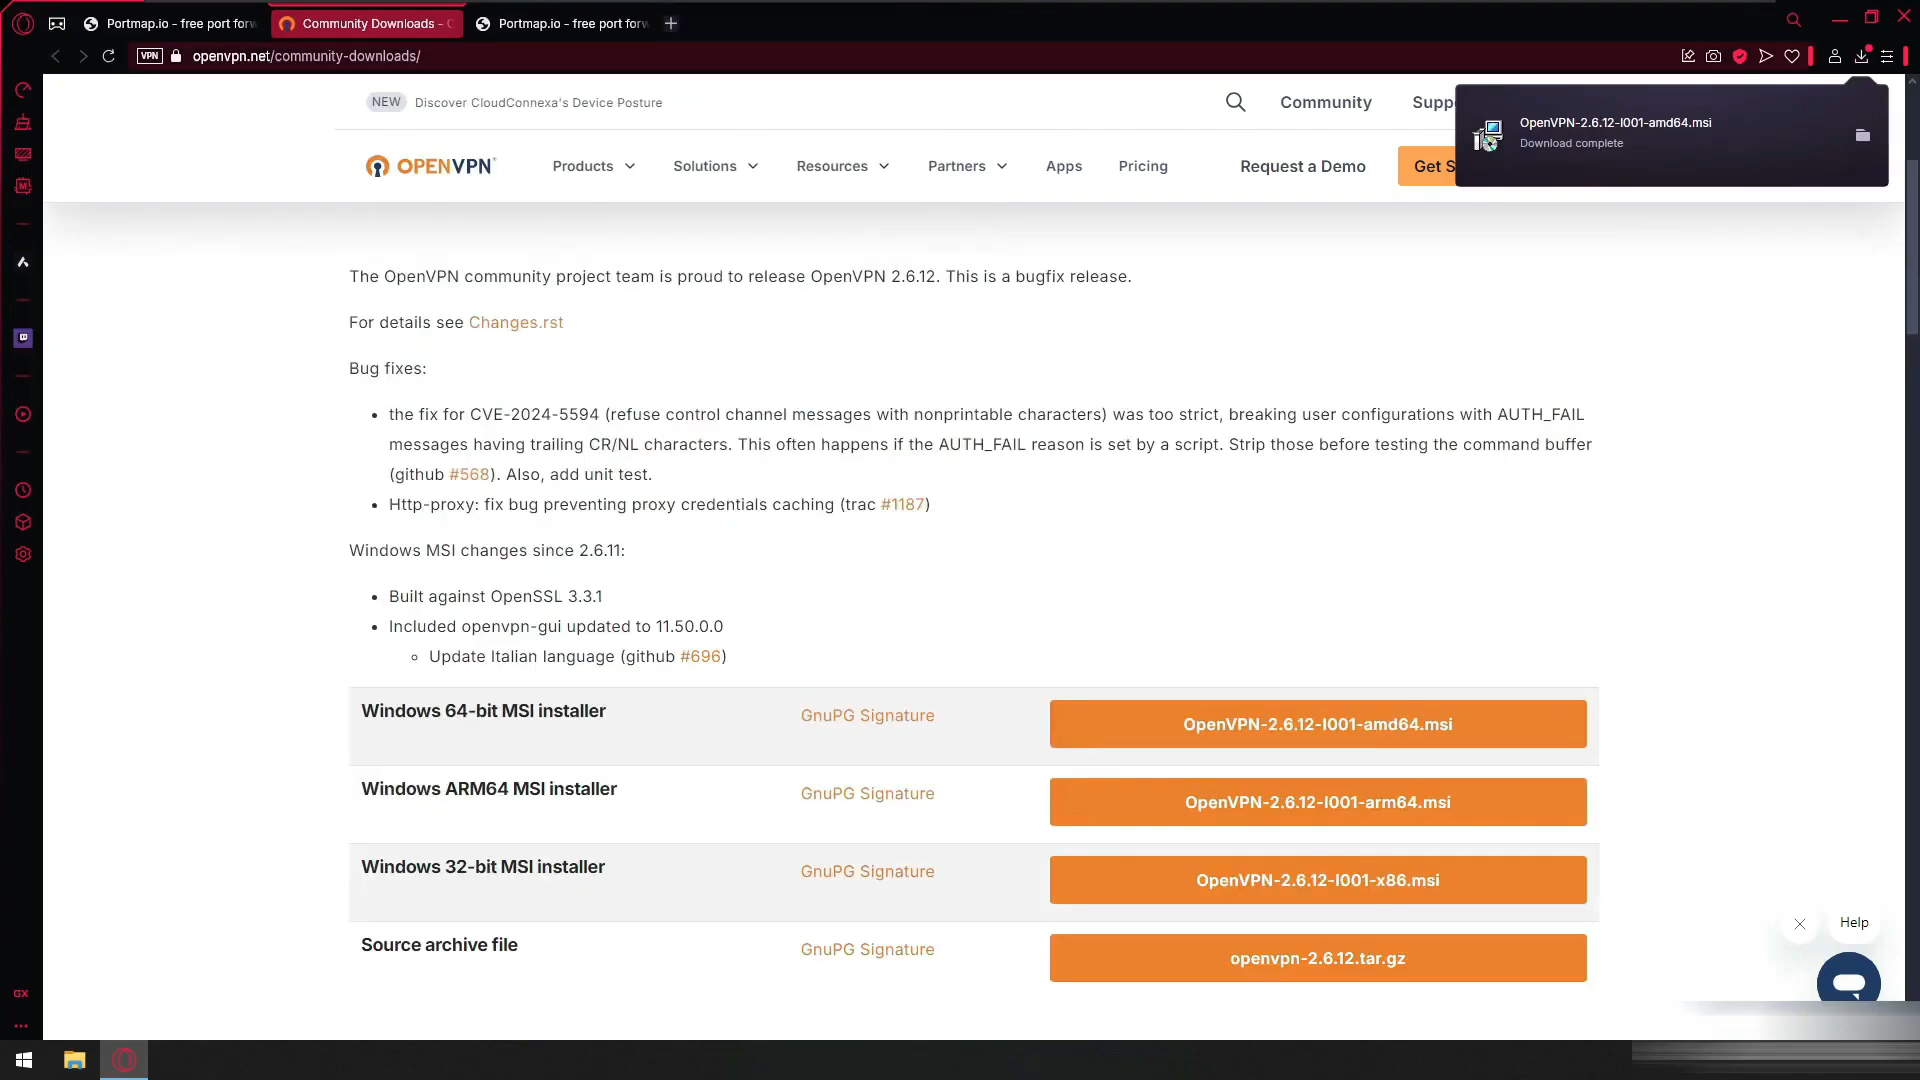 Portmap.io - free port forw
Community Downloads -
Portmap.io - free port forw
VPN
openvpn.net/community-downloads/
NEW
Discover CloudConnexa's Device Posture
Community
Supp
OpenVPN-2.6.12-I001-amd64.msi
Download complete
OPENVPN
Products
Solutions
Resources
Partners
Apps
Pricing
Request a Demo
Get S
The OpenVPN community project team is proud to release OpenVPN 2.6.12. This is a bugfix release.
For details see Changes.rst
Bug fixes:
the fix for CVE-2024-5594 (refuse control channel messages with nonprintable characters) was too strict, breaking user configurations with AUTH_FAIL
messages having trailing CR/NL characters. This often happens if the AUTH_FAIL reason is set by a script. Strip those before testing the command buffer
(github #568). Also, add unit test.
Http-proxy: fix bug preventing proxy credentials caching (trac #1187)
Windows MSI changes since 2.6.11:
Built against OpenSSL 3.3.1
Included openvpn-gui updated to 11.50.0.0
Update Italian language (github #696)
Windows 64-bit MSI installer
GnuPG Signature
OpenVPN-2.6.12-I001-amd64.msi
Windows ARM64 MSI installer
GnuPG Signature
OpenVPN-2.6.12-I001-arm64.msi
Windows 32-bit MSI installer
GnuPG Signature
OpenVPN-2.6.12-I001-x86.msi
Source archive file
GnuPG Signature
openvpn-2.6.12.tar.gz
Help
GX